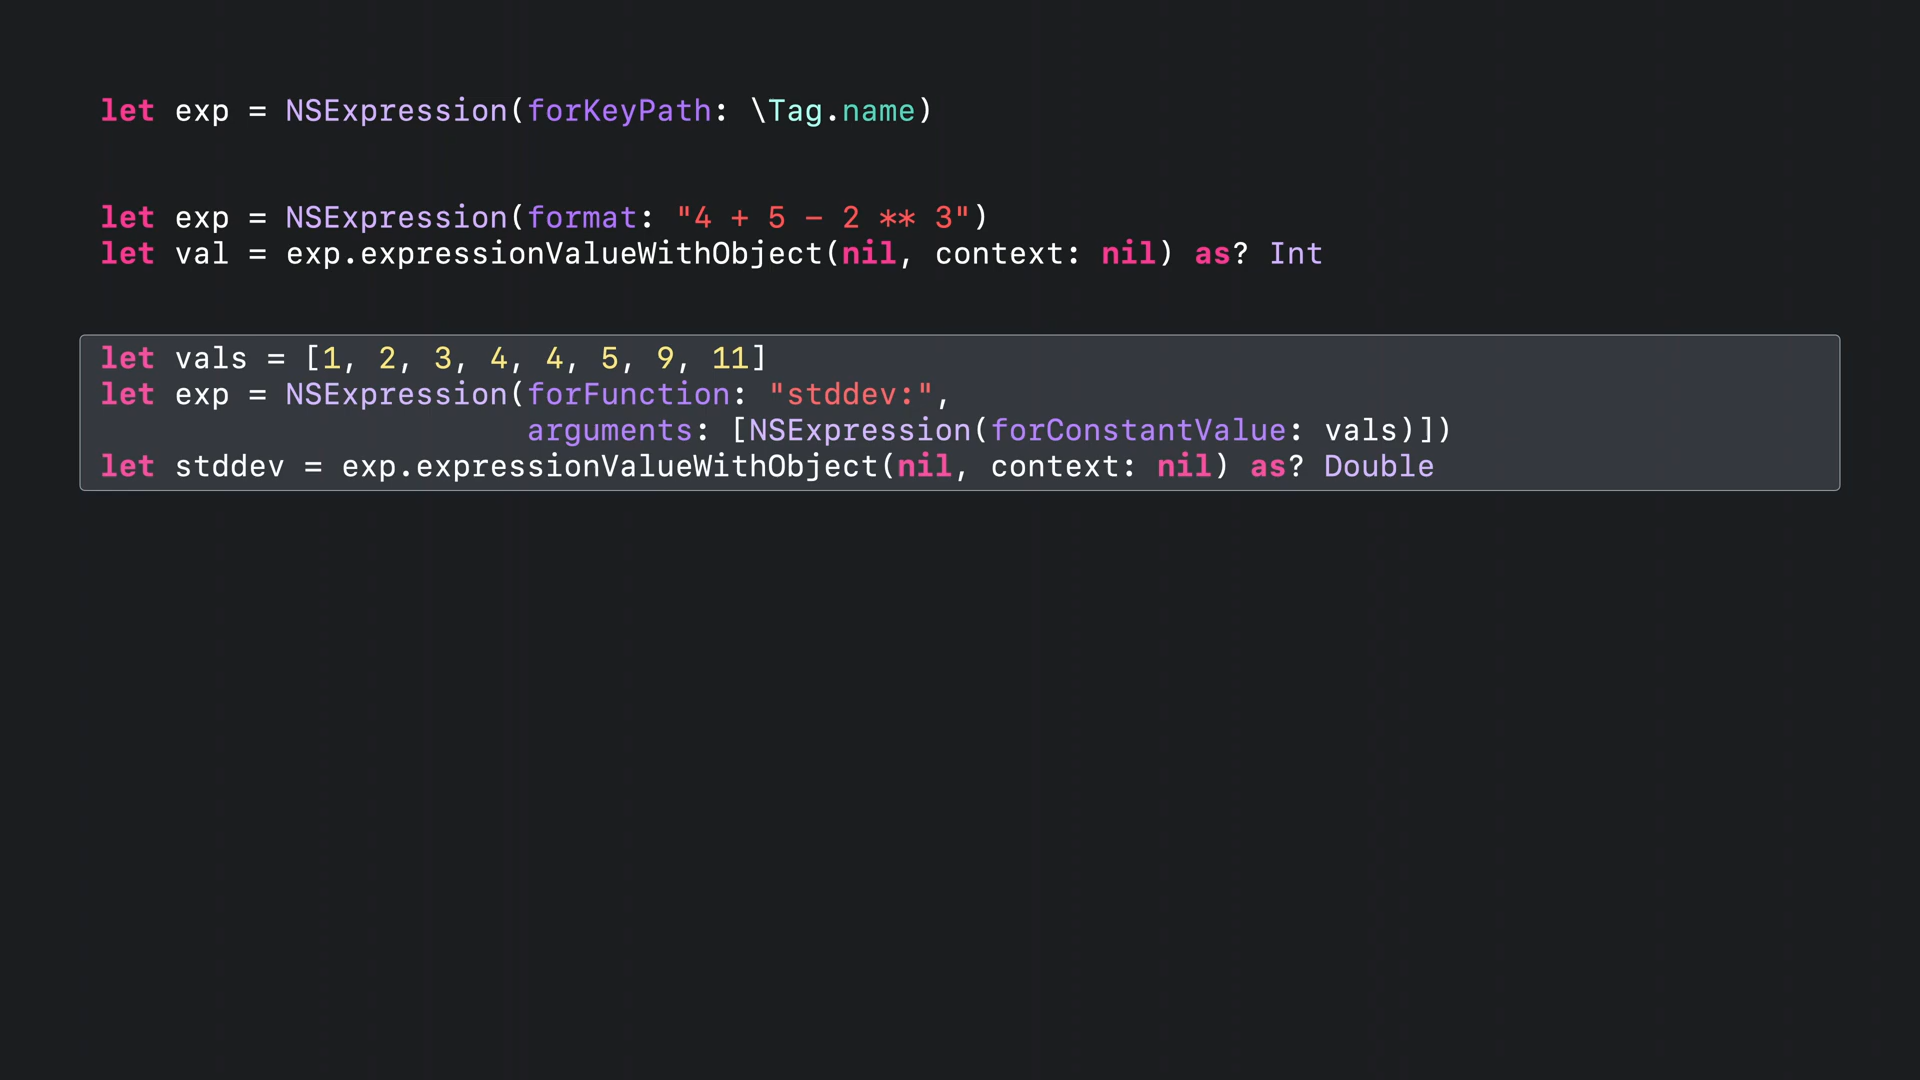 let exp = NSExpression(forKeyPath: \Tag.name)
let exp = NSExpression(format: "4 + 5 - 2 ** 3")
let val = exp.expressionValueWithObject(nil, context: nil) as? Int
let vals = [1, 2, 3, 4, 4, 5, 9, 11]
let exp = NSExpression(forFunction: "stddev:",
arguments: [NSExpression(forConstantValue: vals)])
let stddev = exp.expressionValueWithObject(nil, context: nil) as? Double